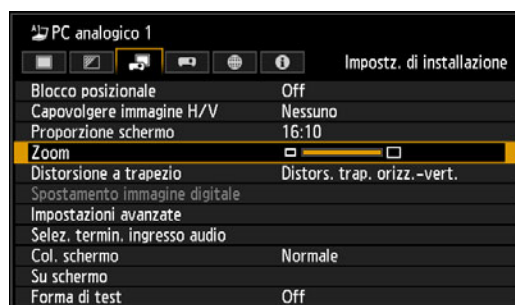 PC analogico 1
Impostz. di installazione
Blocco posizionale Off
Capovolgere immagine H/V Nessuno
Proporzione schermo 16:10
Zoom
Distorsione a trapezio Distors. trap. orizz.-vert.
Spostamento immagine digitale
Impostazioni avanzate
Selez. termin. ingresso audio
Col. schermo Normale
Su schermo
Forma di test Off